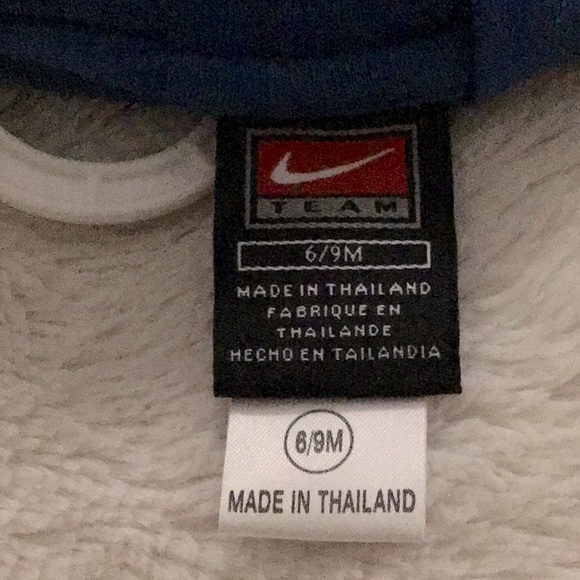 TEAM
6/9M
MADE IN THAILAND
FABRIQUE EN
THAILANDE
HECHO EN TAILANDIA
6/9M
MADE IN THAILAND